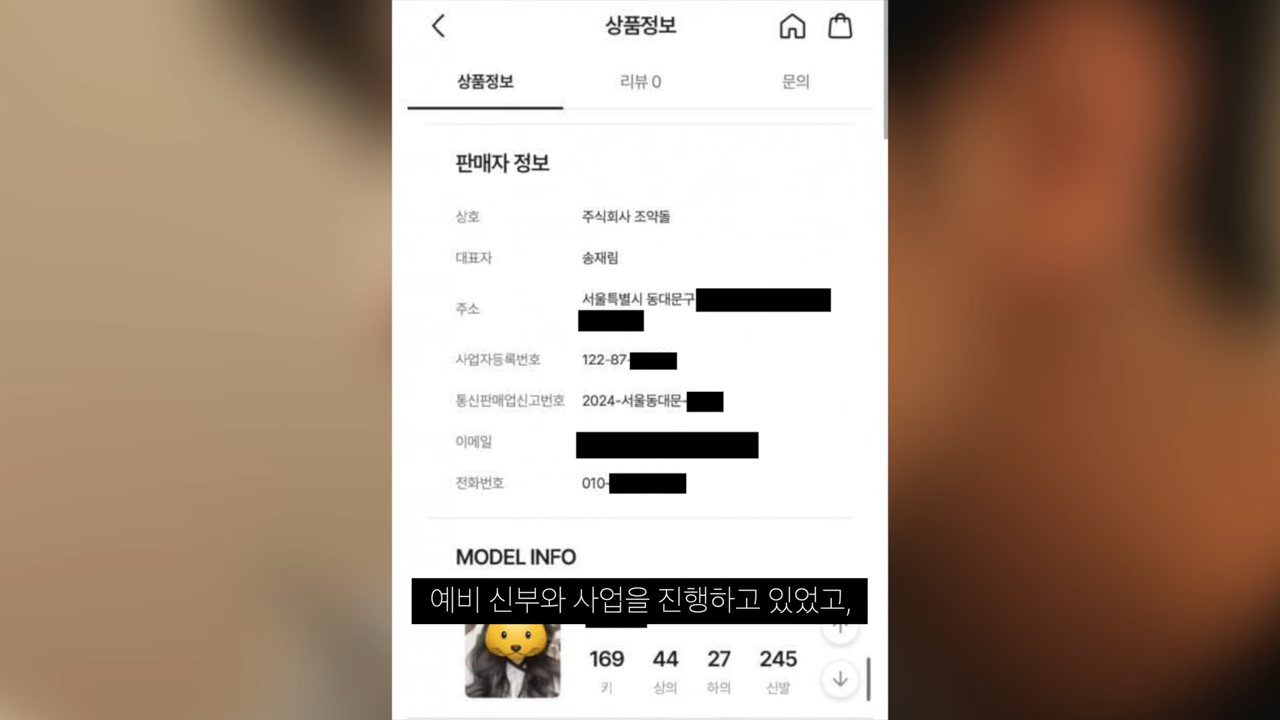 상품정보
상품정보 리뷰 0 문의
판매자 정보
상호 주식회사 조약돌
대표자 송재림
주소 서울특별시 동대문구
사업자등록번호 122-87-
통신판매업신고번호 2024-서울동대문-
이메일
전화번호 010-
MODEL INFO
예비 신부와 사업을 진행하고 있었고,
169 44 27 245
키 상의 하의 신발